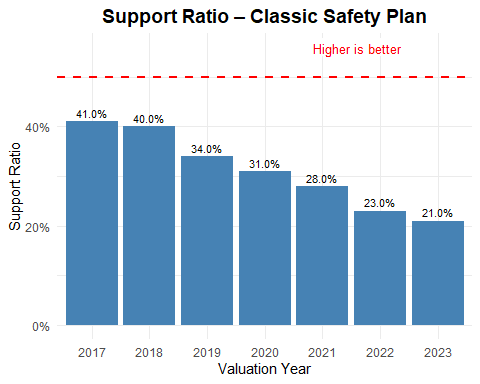 Support Ratio – Classic Safety Plan
Higher is better
Support Ratio
40%
20%
0%
41.0%
40.0%
34.0%
31.0%
28.0%
23.0%
21.0%
2017 2018 2019 2020 2021 2022 2023
Valuation Year